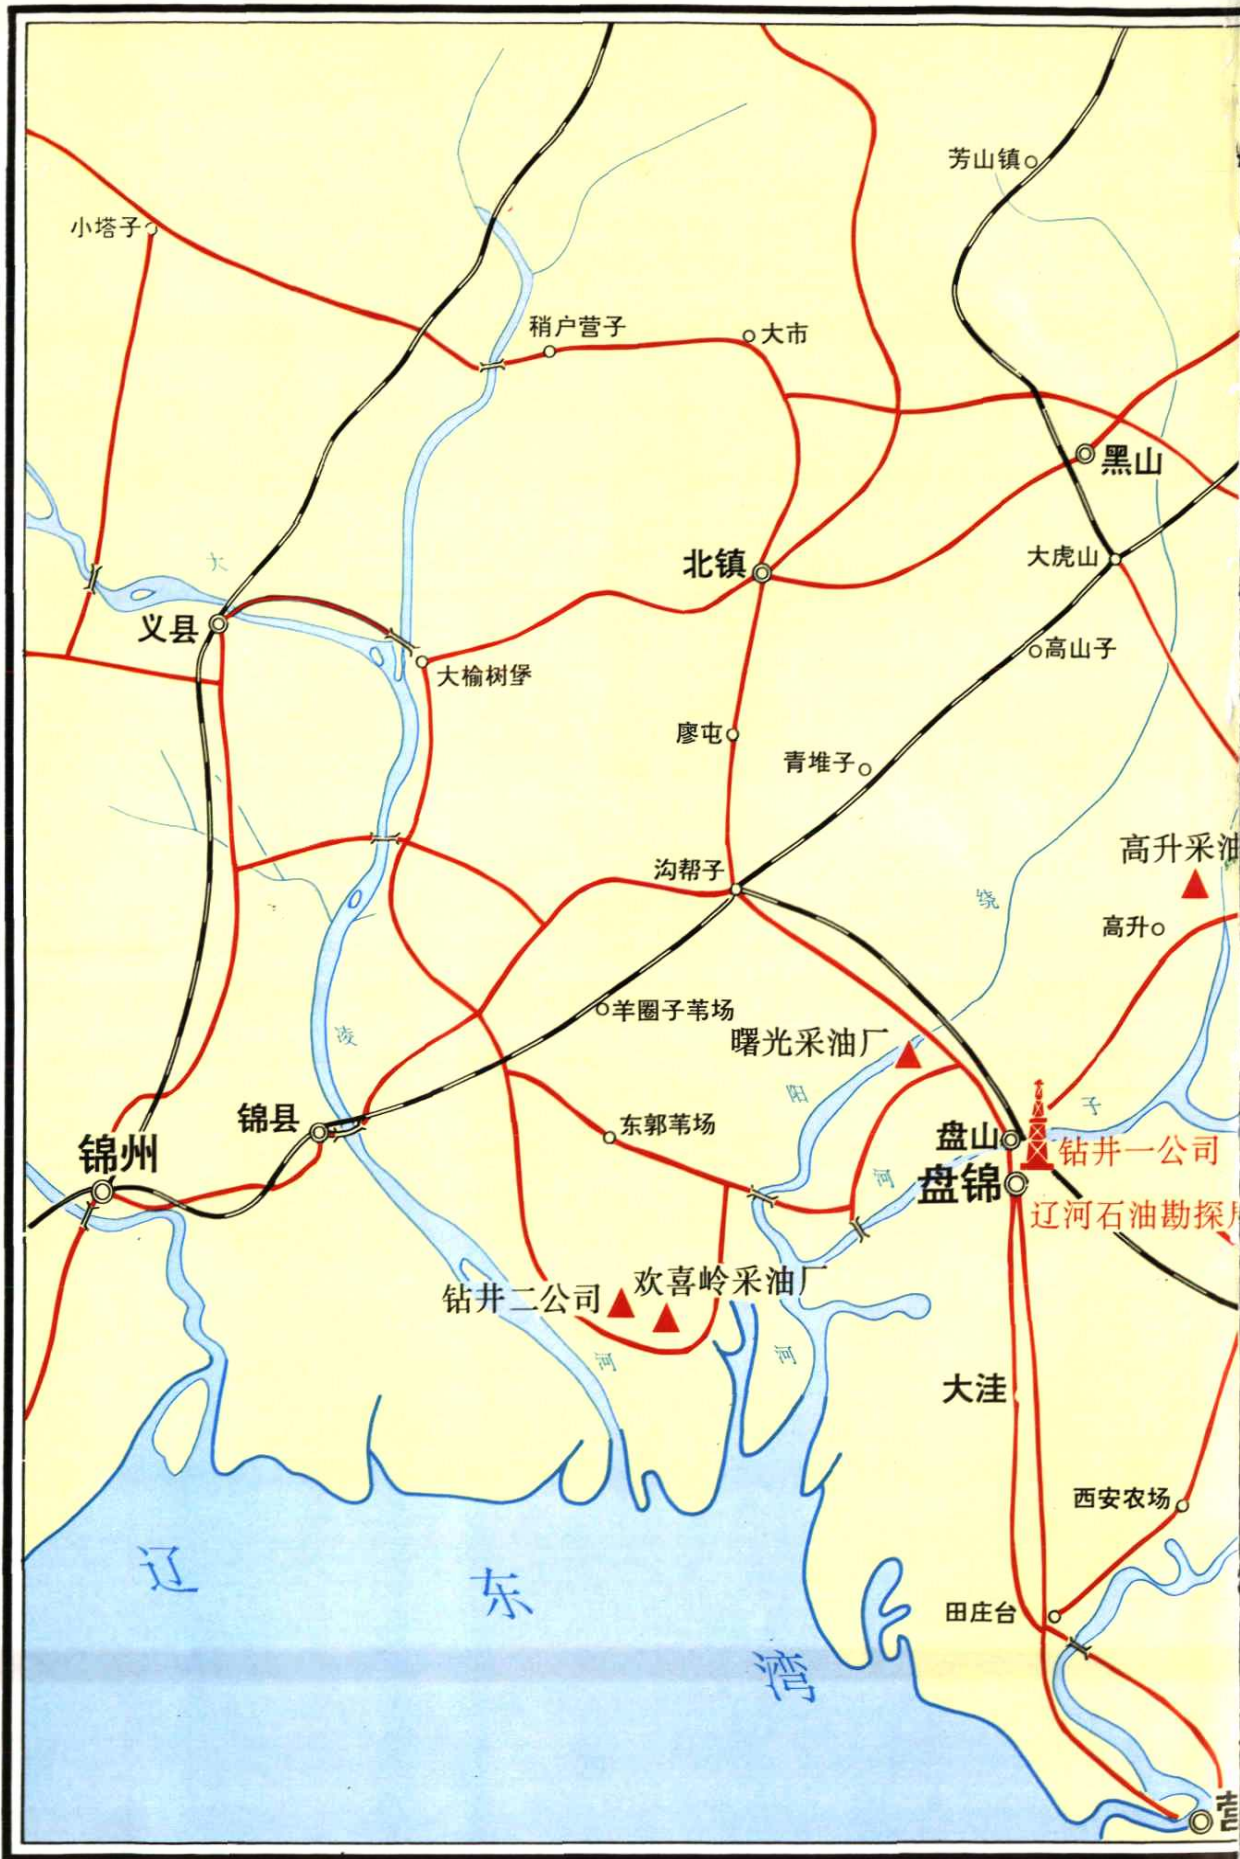 芳山镇
小塔子
稍户营子
大市
黑山
大虎山
北镇
大
义县
高山子
大榆树堡
廖屯
青堆子
高升采油
沟帮子
绕
高升
羊圈子苇场
曙光采油厂
凌
阳
子
锦县
东郭苇场
盘山
钻井一公司
锦州
河
盘锦
辽河石油勘探局
钻井二公司
欢喜岭采油厂
河
河
大洼
西安农场
辽
东
田庄台
湾
营